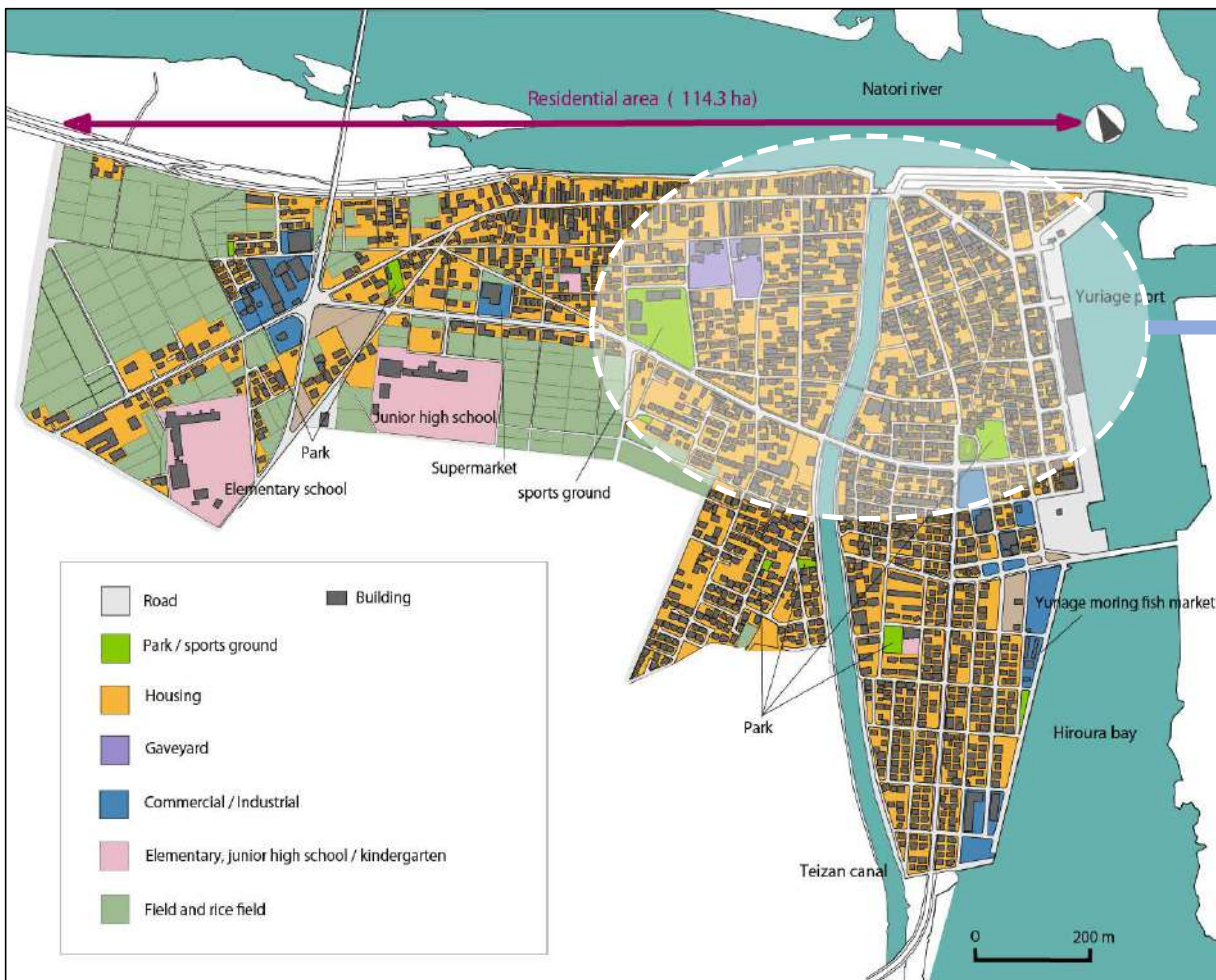 Residential area ( 114.3 ha)
Natori river
Yuriage port
Junior high school
Park
Supermarket
Elementary school
sports ground
Road
Building
Park / sports ground
Housing
Gaveyard
Commercial / Industrial
Elementary, junior high school / kindergarten
Field and rice field
Yuriage moring fish market
Park
Hiroura bay
Teizan canal
0
200 m